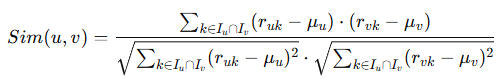 Sim(u, v) = \frac{\sum_{k \in I_u \cap I_v} (r_{uk} - \mu_u) \cdot (r_{vk} - \mu_v)}{\sqrt{\sum_{k \in I_u \cap I_v} (r_{uk} - \mu_u)^2} \cdot \sqrt{\sum_{k \in I_u \cap I_v} (r_{vk} - \mu_v)^2}}